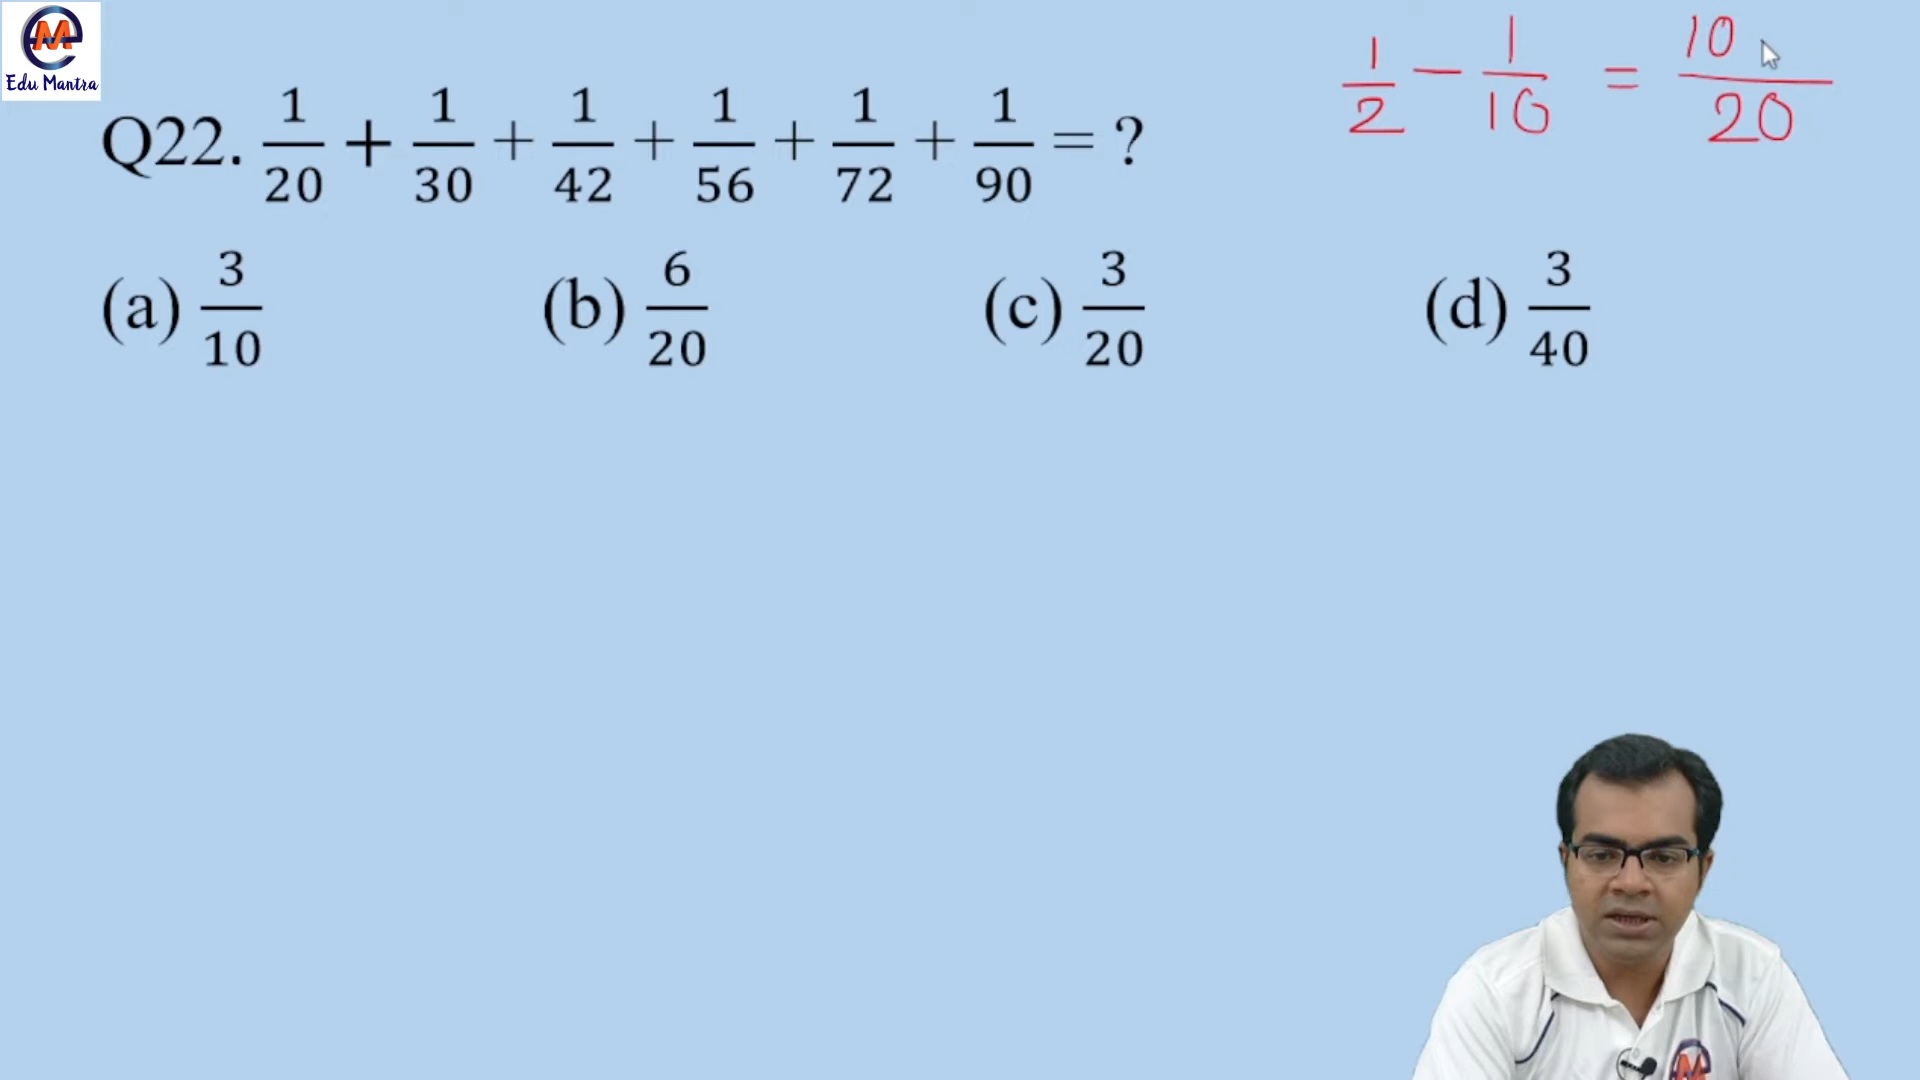 Edu Mantra
1/2 - 1/10 = 10/20
Q22. 1/20 + 1/30 + 1/42 + 1/56 + 1/72 + 1/90 = ?
(a) 3/10 (b) 6/20 (c) 3/20 (d) 3/40